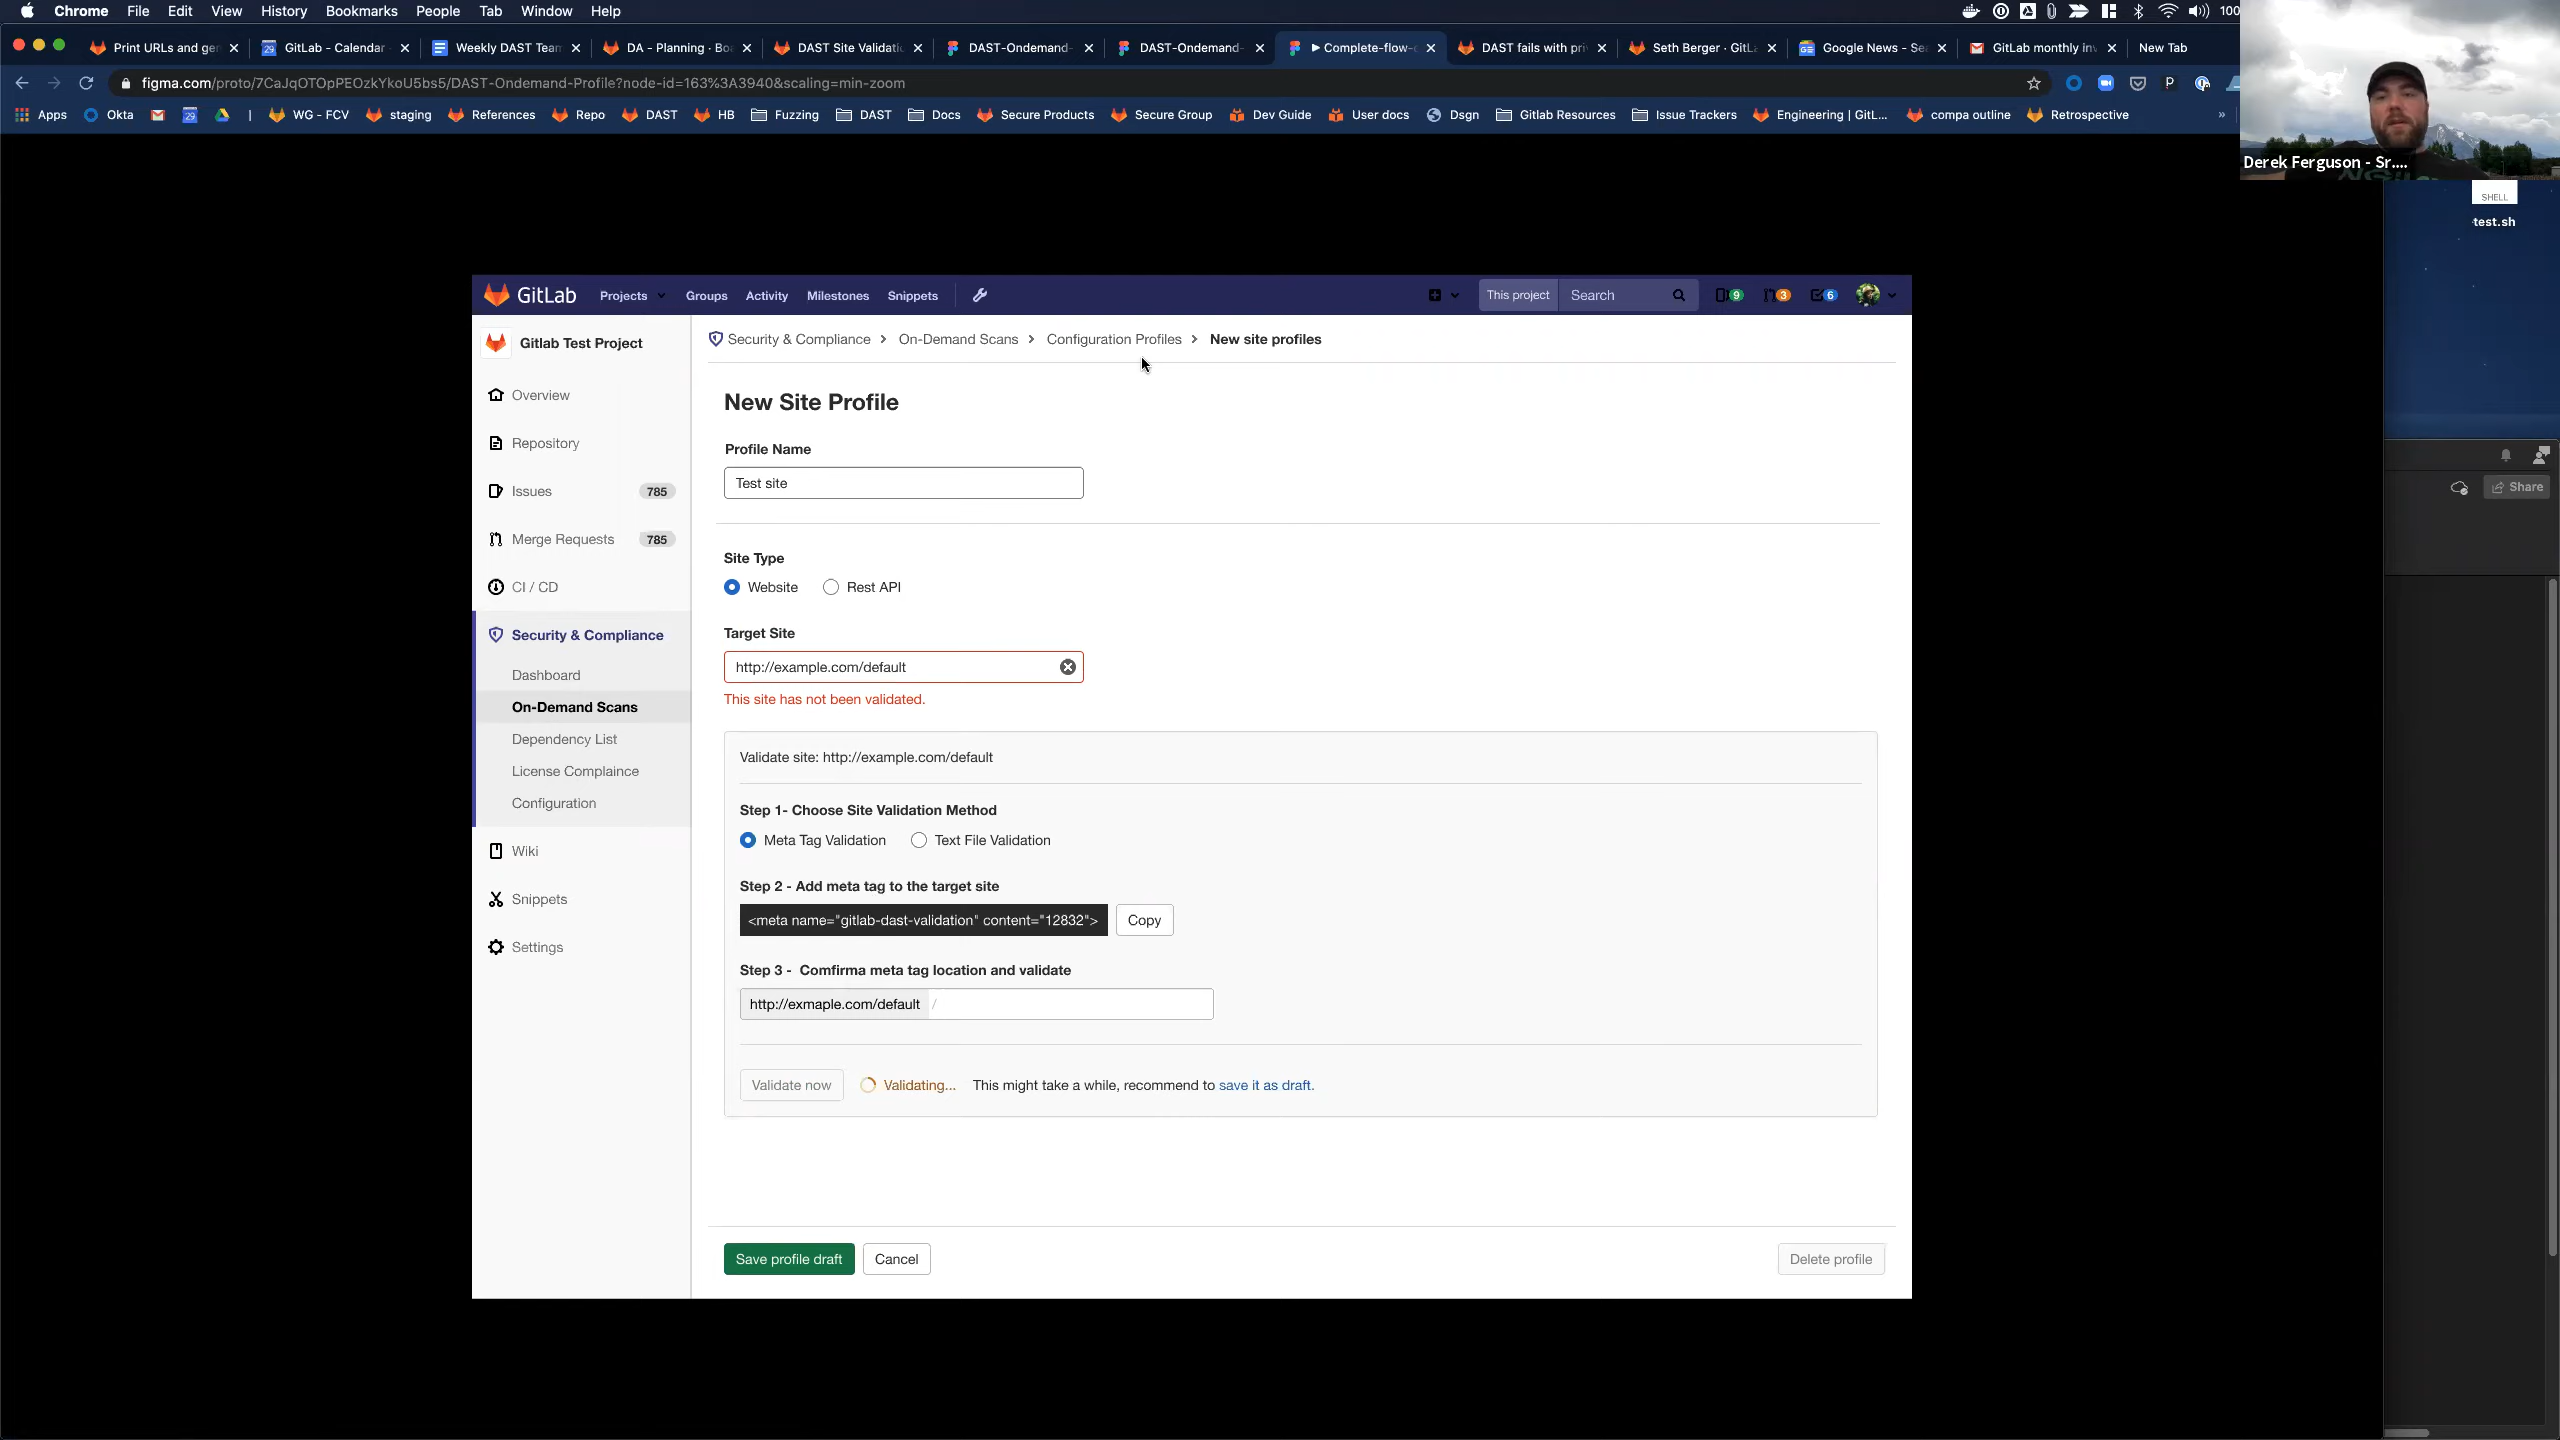 Chrome File Edit View History Bookmarks People Tab Window Help 100
Print URLs and ge GitLab - Calendar Weekly DAST Team DA - Planning · Bo DAST Site Validati DAST-Ondemand- DAST-Ondemand- Complete-flow- DAST fails with pri Seth Berger · GitL Google News - Se GitLab monthly in New Tab
figma.com/proto/7CaJqOTOpPEOzkYkoU5bs5/DAST-Ondemand-Profile?node-id=163%3A3940&scaling=min-zoom
Apps Okta 29 | WG - FCV staging References Repo DAST HB Fuzzing DAST Docs Secure Products Secure Group Dev Guide User docs Dsgn Gitlab Resources Issue Trackers Engineering | GitL... compa outline Retrospective »
Derek Ferguson - Sr....
SHELL
test.sh
Share
GitLab Projects Groups Activity Milestones Snippets This project Search 9 3 6
Gitlab Test Project
Overview
Repository
Issues 785
Merge Requests 785
CI / CD
Security & Compliance
Dashboard
On-Demand Scans
Dependency List
License Complaince
Configuration
Wiki
Snippets
Settings
Security & Compliance > On-Demand Scans > Configuration Profiles > New site profiles
New Site Profile
Profile Name
Test site
Site Type
Website Rest API
Target Site
http://example.com/default
This site has not been validated.
Validate site: http://example.com/default
Step 1- Choose Site Validation Method
Meta Tag Validation Text File Validation
Step 2 - Add meta tag to the target site
<meta name="gitlab-dast-validation" content="12832"> Copy
Step 3 - Comfirma meta tag location and validate
http://exmaple.com/default /
Validate now Validating... This might take a while, recommend to save it as draft.
Save profile draft Cancel Delete profile